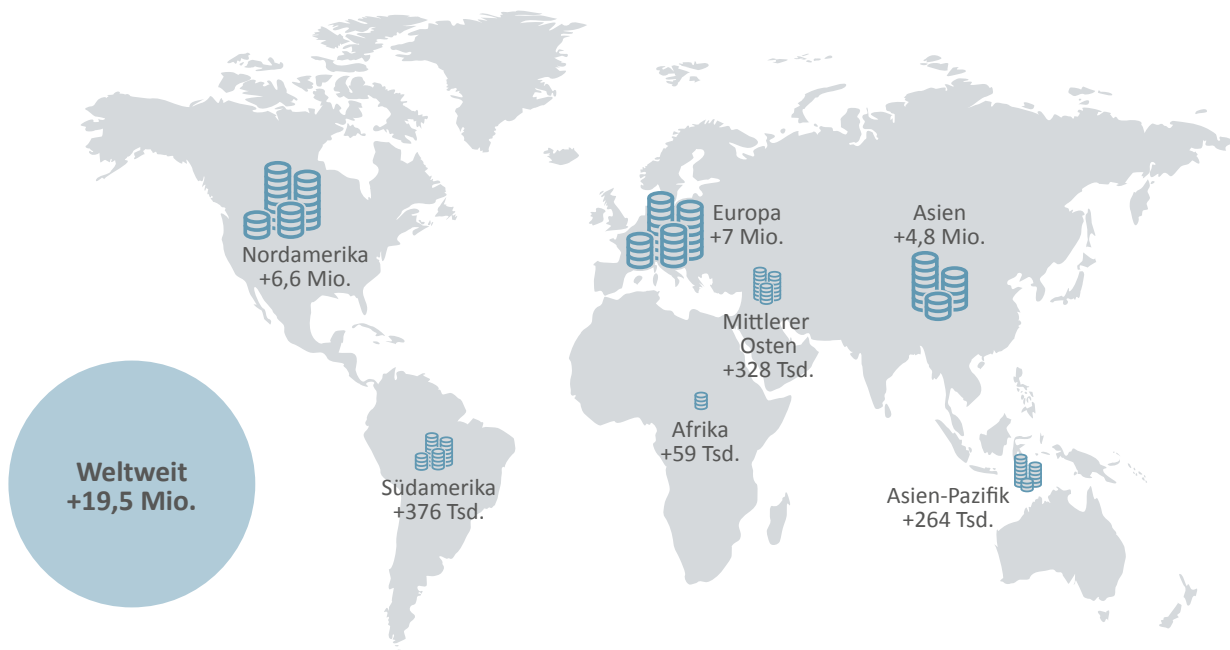 Nordamerika
+6,6 Mio.
Europa
+7 Mio.
Asien
+4,8 Mio.
Mittlerer
Osten
+328 Tsd.
Afrika
+59 Tsd.
Weltweit
+19,5 Mio.
Südamerika
+376 Tsd.
Asien-Pazifik
+264 Tsd.